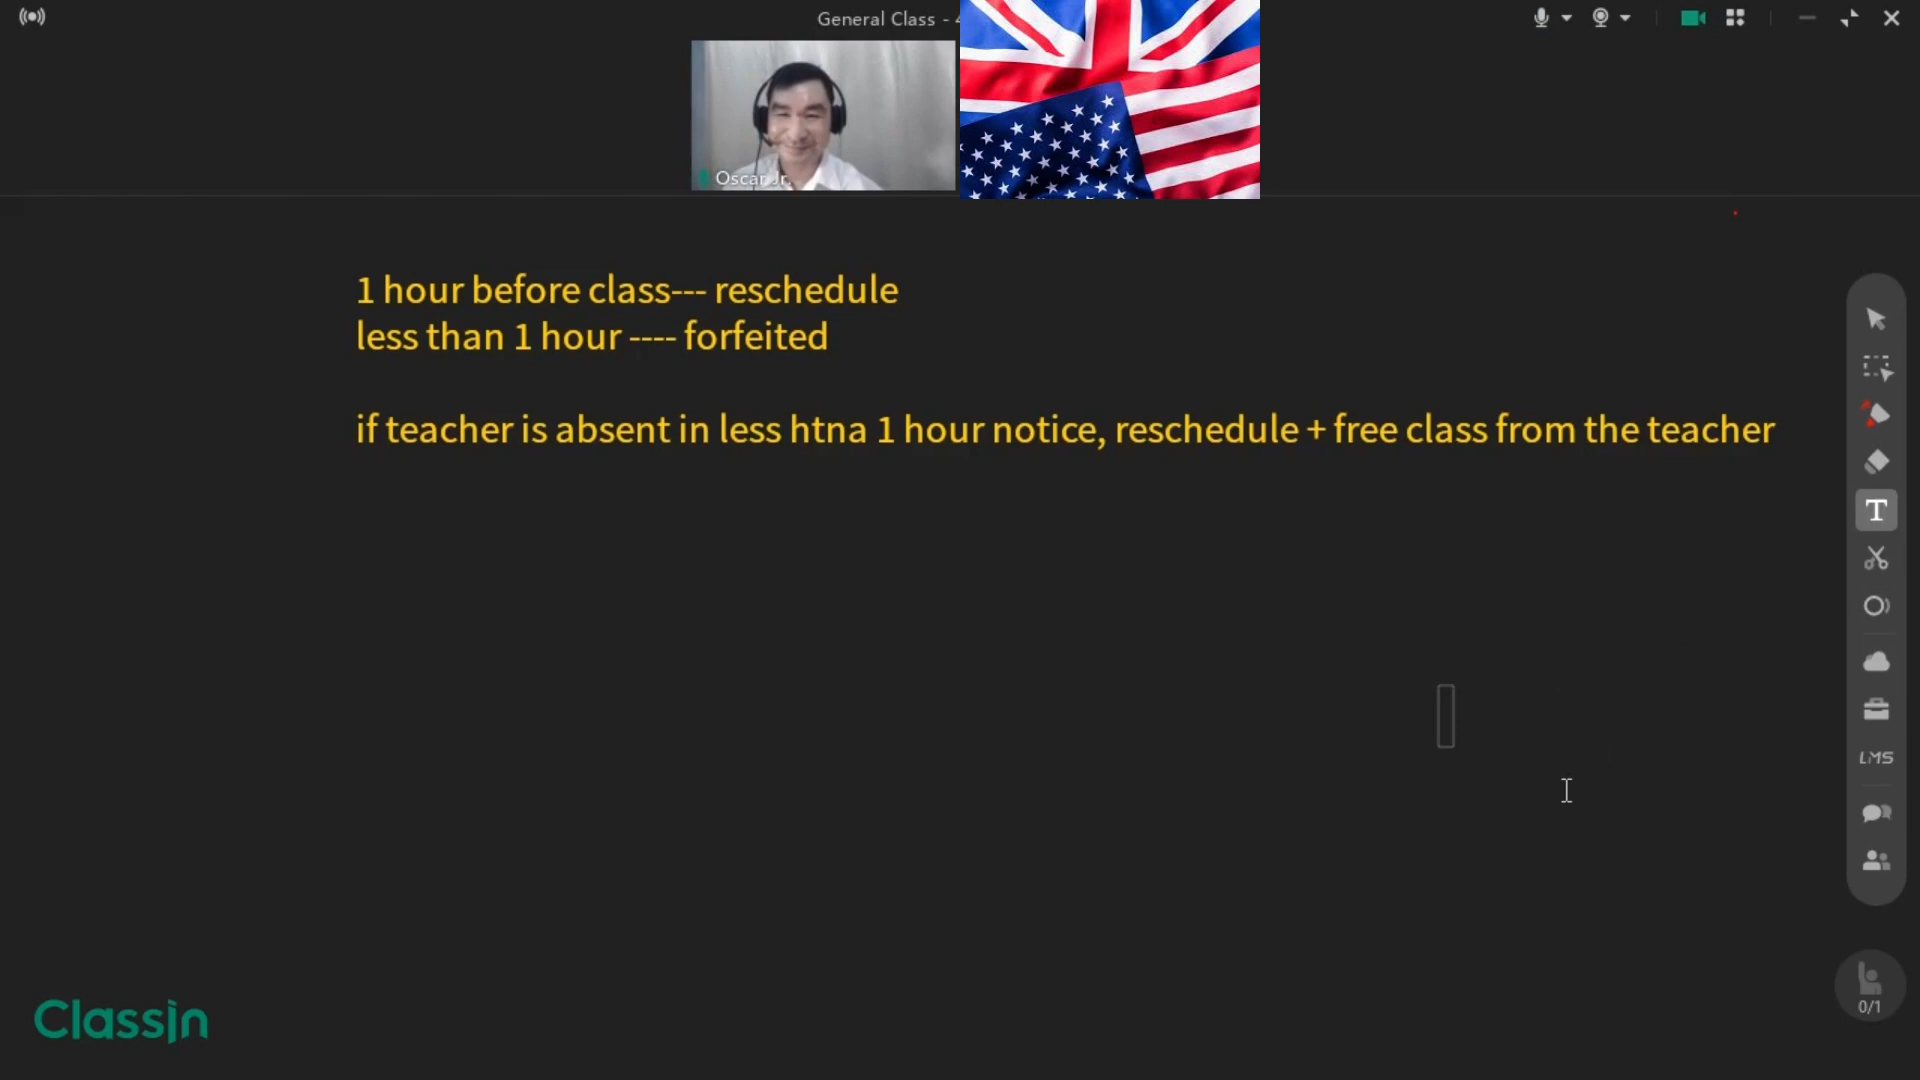 General Class - 4
Oscar Jr.
1 hour before class--- reschedule
less than 1 hour ---- forfeited
if teacher is absent in less htna 1 hour notice, reschedule + free class from the teacher
T
LMS
0/1
ClassIn